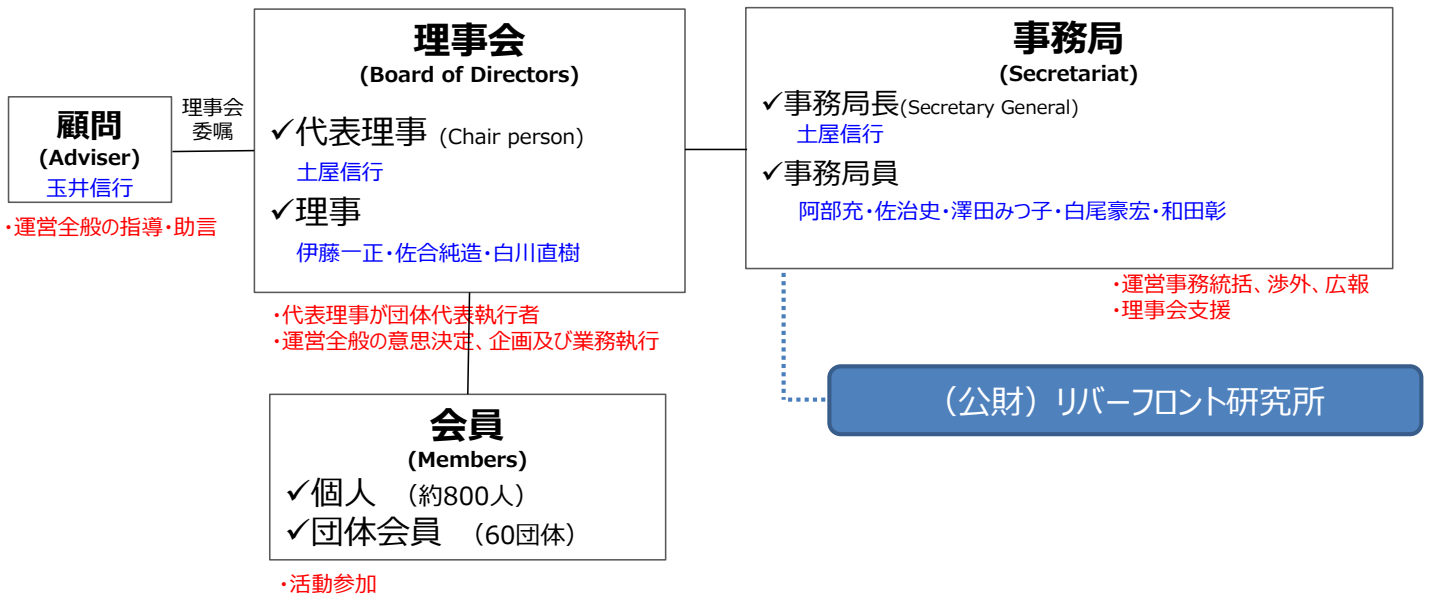 顧問
(Adviser)
玉井信行
・運営全般の指導・助言
理事会
委嘱
理事会
(Board of Directors)
✓代表理事 (Chair person)
土屋信行
✓理事
伊藤一正・佐合純造・白川直樹
・代表理事が団体代表執行者
・運営全般の意思決定、企画及び業務執行
事務局
(Secretariat)
✓事務局長(Secretary General)
土屋信行
✓事務局員
阿部充・佐治史・澤田みつ子・白尾豪宏・和田彰
・運営事務統括、渉外、広報
・理事会支援
（公財）リバーフロント研究所
会員
(Members)
✓個人 （約800人）
✓団体会員 （60団体）
・活動参加